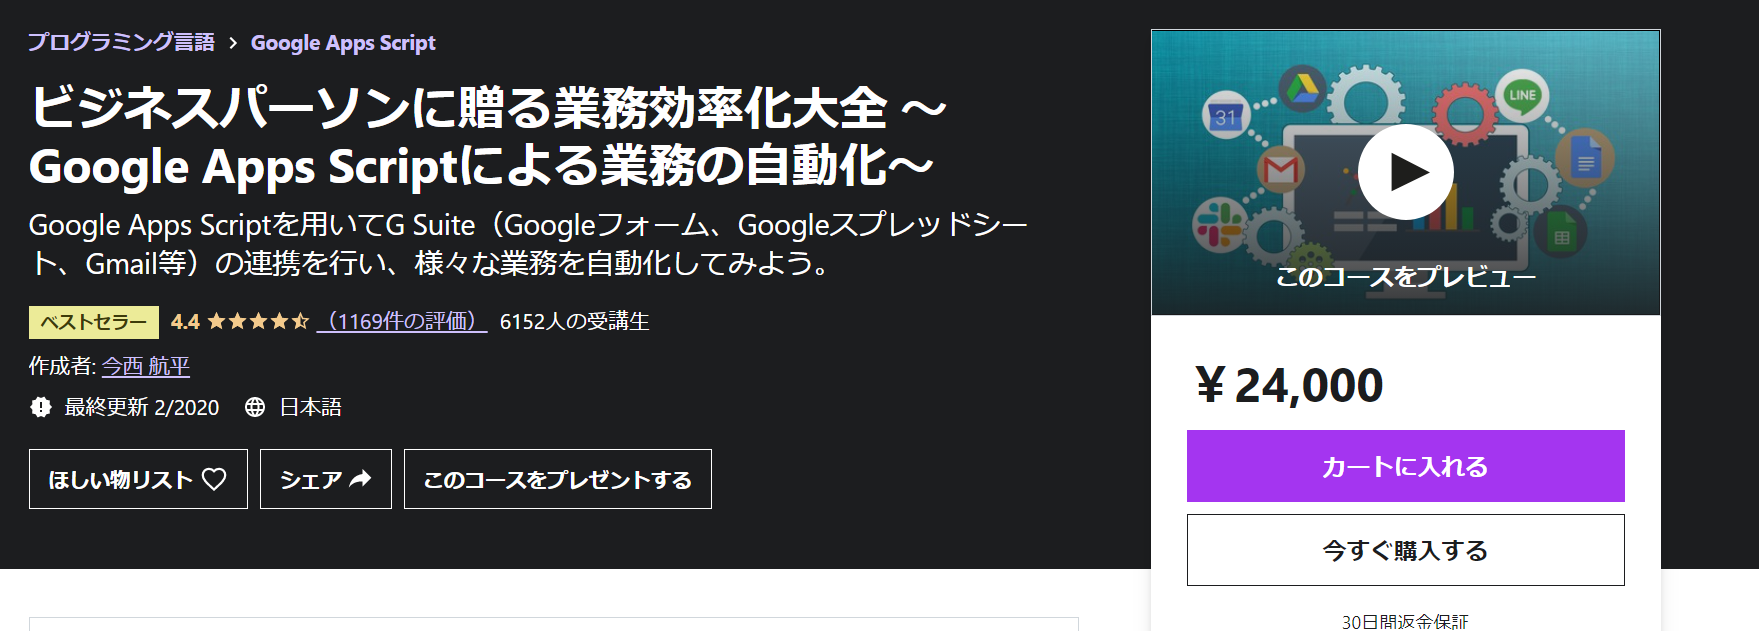 プログラミング言語 > Google Apps Script
ビジネスパーソンに贈る業務効率化大全 ～
Google Apps Scriptによる業務の自動化～
Google Apps Scriptを用いてG Suite（Googleフォーム、Googleスプレッドシー
ト、Gmail等）の連携を行い、様々な業務を自動化してみよう。
ベストセラー 4.4 （1169件の評価） 6152人の受講生
作成者: 今西 航平
最終更新 2/2020 日本語
ほしい物リスト シェア このコースをプレゼントする
31
LINE
このコースをプレビュー
￥24,000
カートに入れる
今すぐ購入する
30日間返金保証